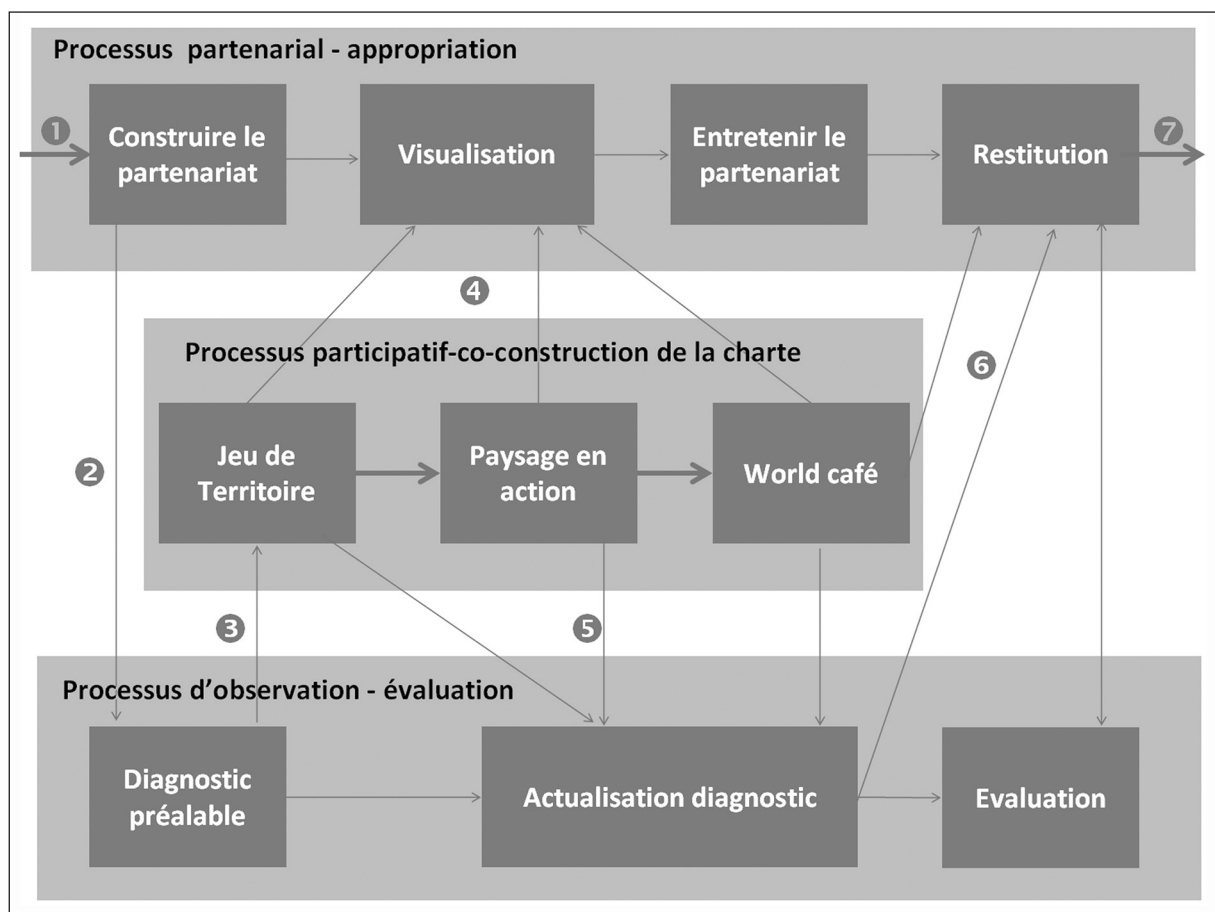 Processus partenarial - appropriation
❶
Construire le
partenariat
Visualisation
Entretenir le
partenariat
Restitution
❼
❹
Processus participatif-co-construction de la charte
❻
❷
Jeu de
Territoire
Paysage en
action
World café
❸
❺
Processus d’observation - évaluation
Diagnostic
préalable
Actualisation diagnostic
Evaluation